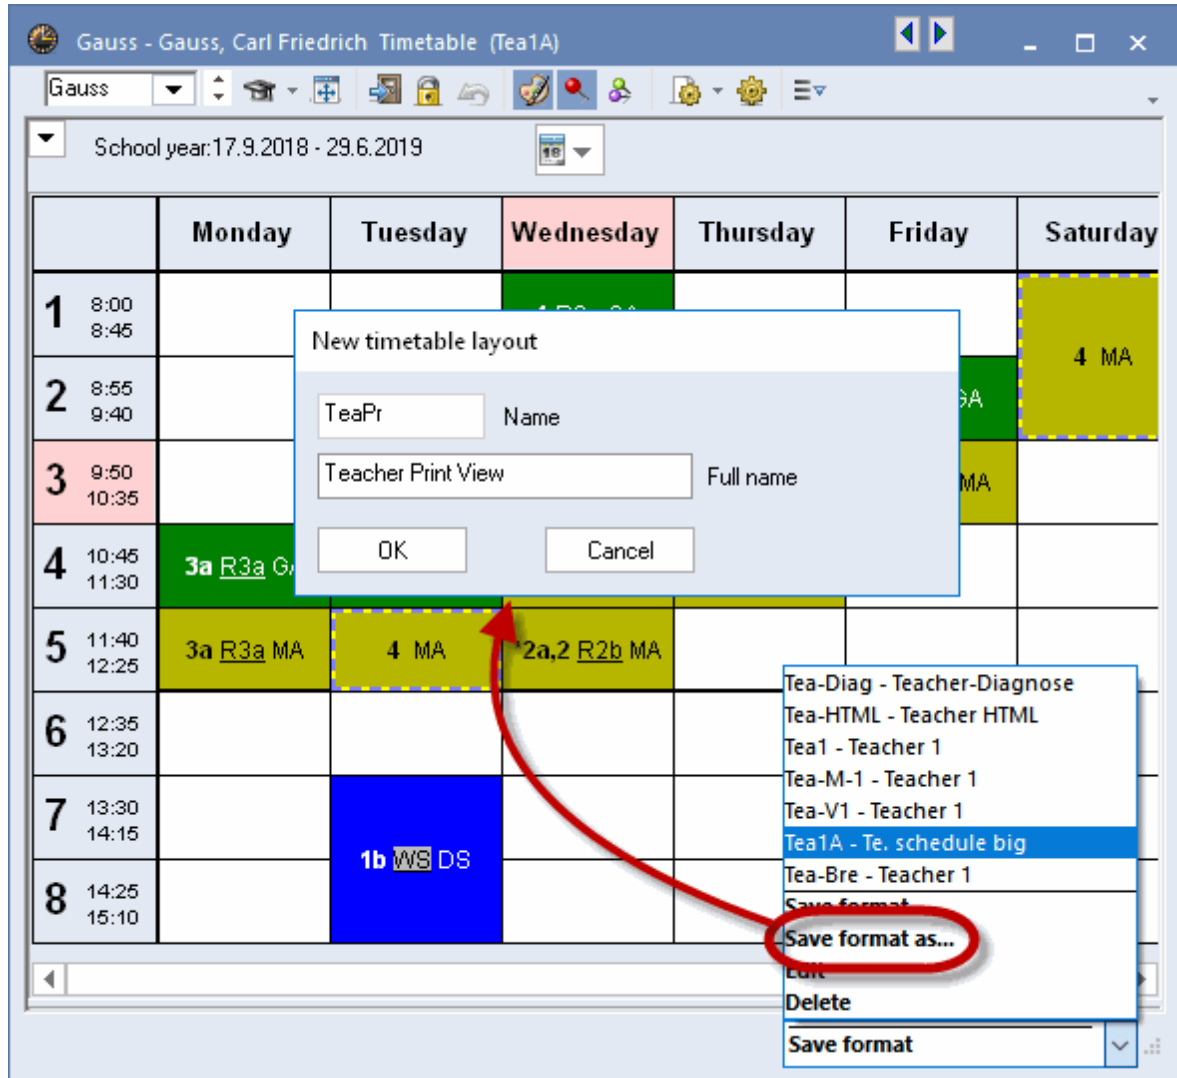 Gauss - Gauss, Carl Friedrich Timetable (Tea1A)
Gauss
18
School year:17.9.2018 - 29.6.2019
Monday Tuesday Wednesday Thursday Friday Saturday
1 8:00
8:45
4 MA
2 8:55
9:40
GA
3 9:50
10:35
MA
New timetable layout
TeaPr Name
Teacher Print View Full name
OK Cancel
4 10:45
11:30
3a R3a
5 11:40
12:25
3a R3a MA 4 MA 2a,2 R2b MA
6 12:35
13:20
7 13:30
14:15
1b WS DS
8 14:25
15:10
Tea-Diag - Teacher-Diagnose
Tea-HTML - Teacher HTML
Tea1 - Teacher 1
Tea-M-1 - Teacher 1
Tea-V1 - Teacher 1
Tea1A - Te. schedule big
Tea-Bre - Teacher 1
Save format
Save format as...
Edit
Delete
Save format